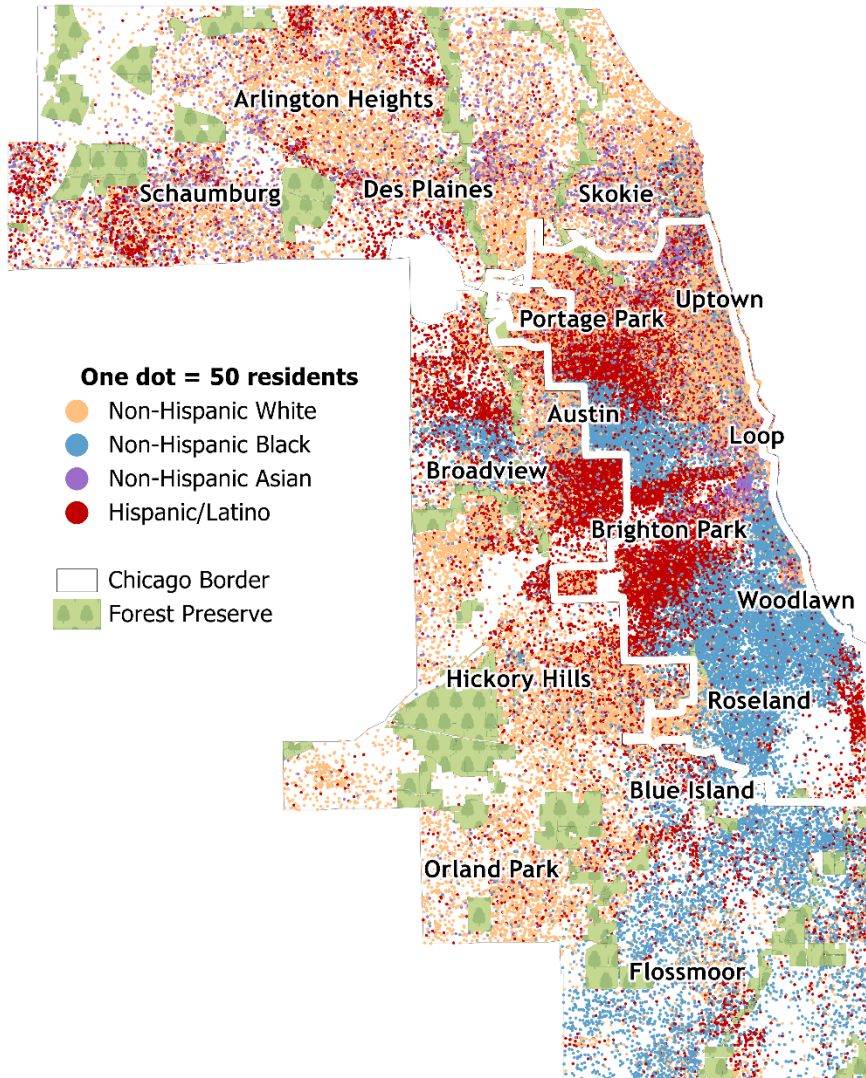 Arlington Heights
Schaumburg
Des Plaines
Skokie
Uptown
Portage Park
One dot = 50 residents
Non-Hispanic White
Non-Hispanic Black
Non-Hispanic Asian
Hispanic/Latino
Chicago Border
Forest Preserve
Austin
Loop
Broadview
Brighton Park
Woodlawn
Hickory Hills
Roseland
Blue Island
Orland Park
Flossmoor